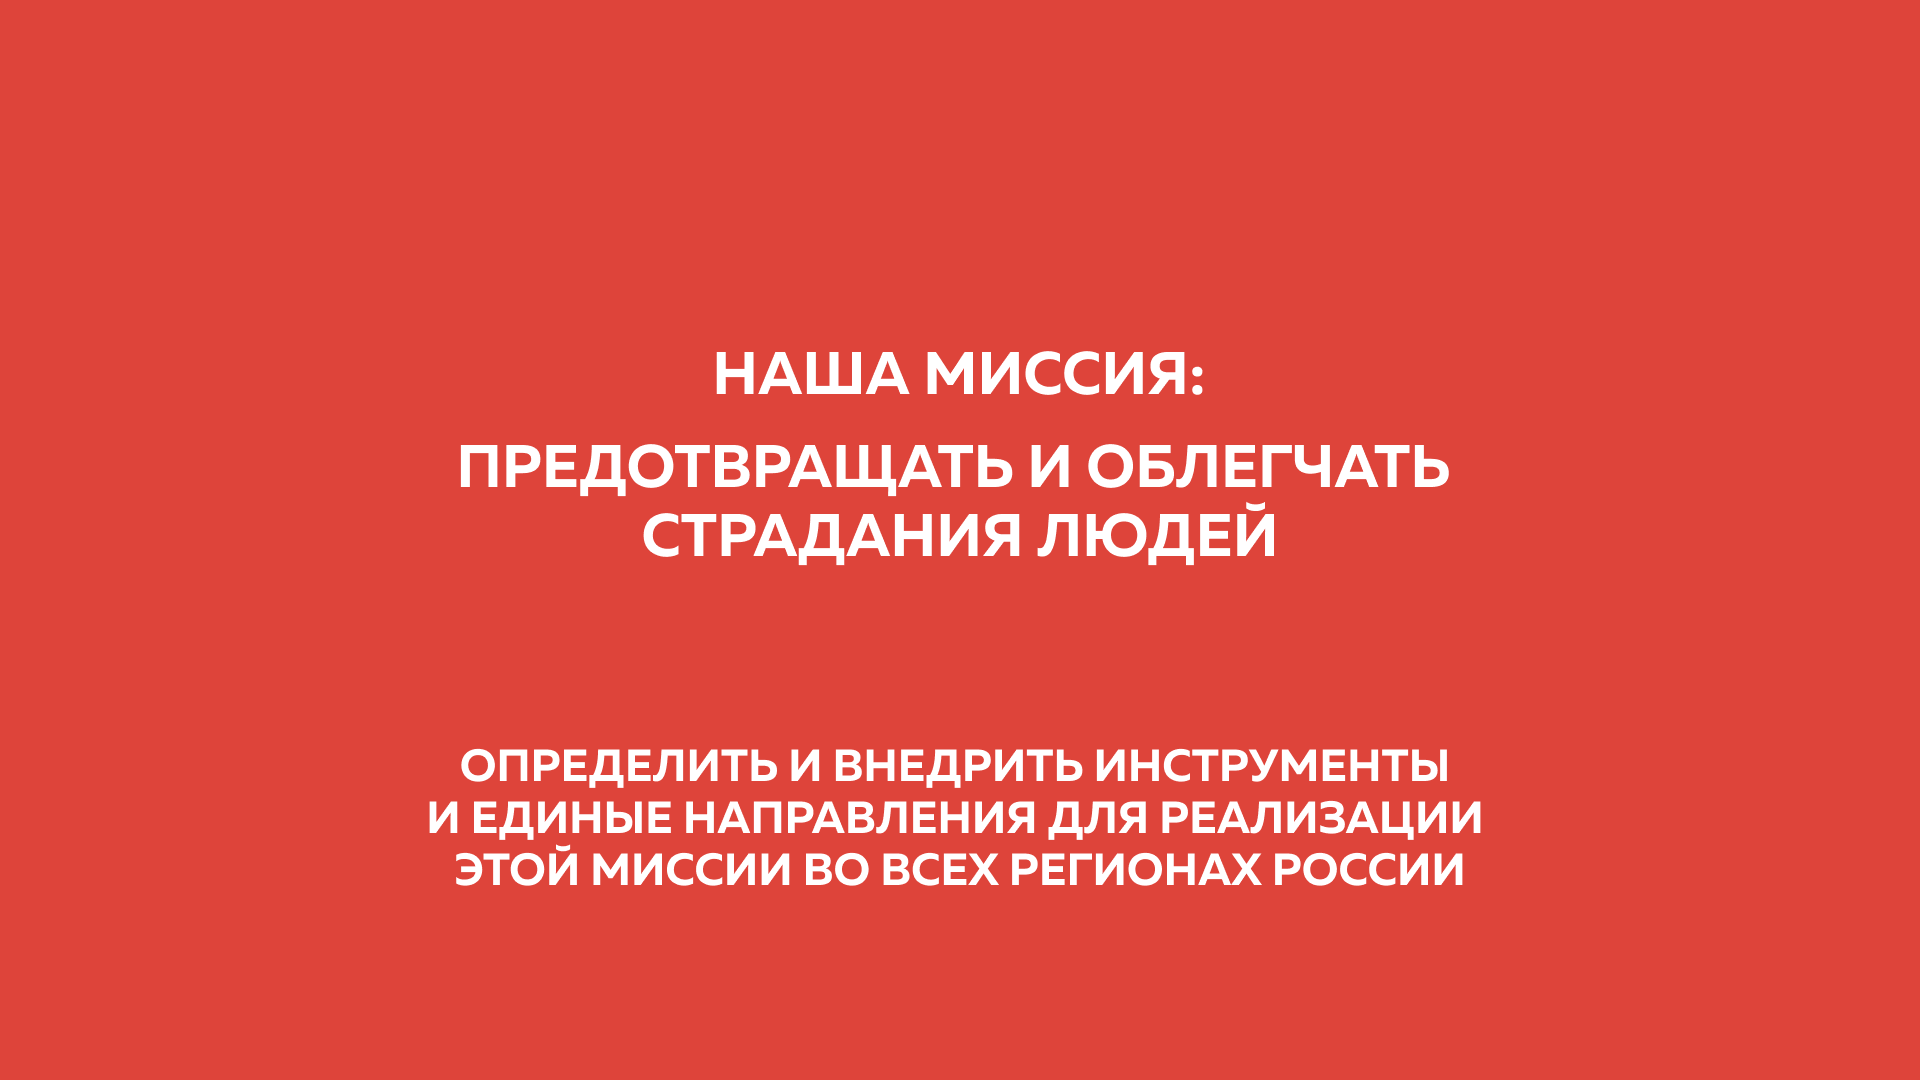 НАША МИССИЯ:
ПРЕДОТВРАЩАТЬ И ОБЛЕГЧАТЬ
СТРАДАНИЯ ЛЮДЕЙ
ОПРЕДЕЛИТЬ И ВНЕДРИТЬ ИНСТРУМЕНТЫ
И ЕДИНЫЕ НАПРАВЛЕНИЯ ДЛЯ РЕАЛИЗАЦИИ
ЭТОЙ МИССИИ ВО ВСЕХ РЕГИОНАХ РОССИИ